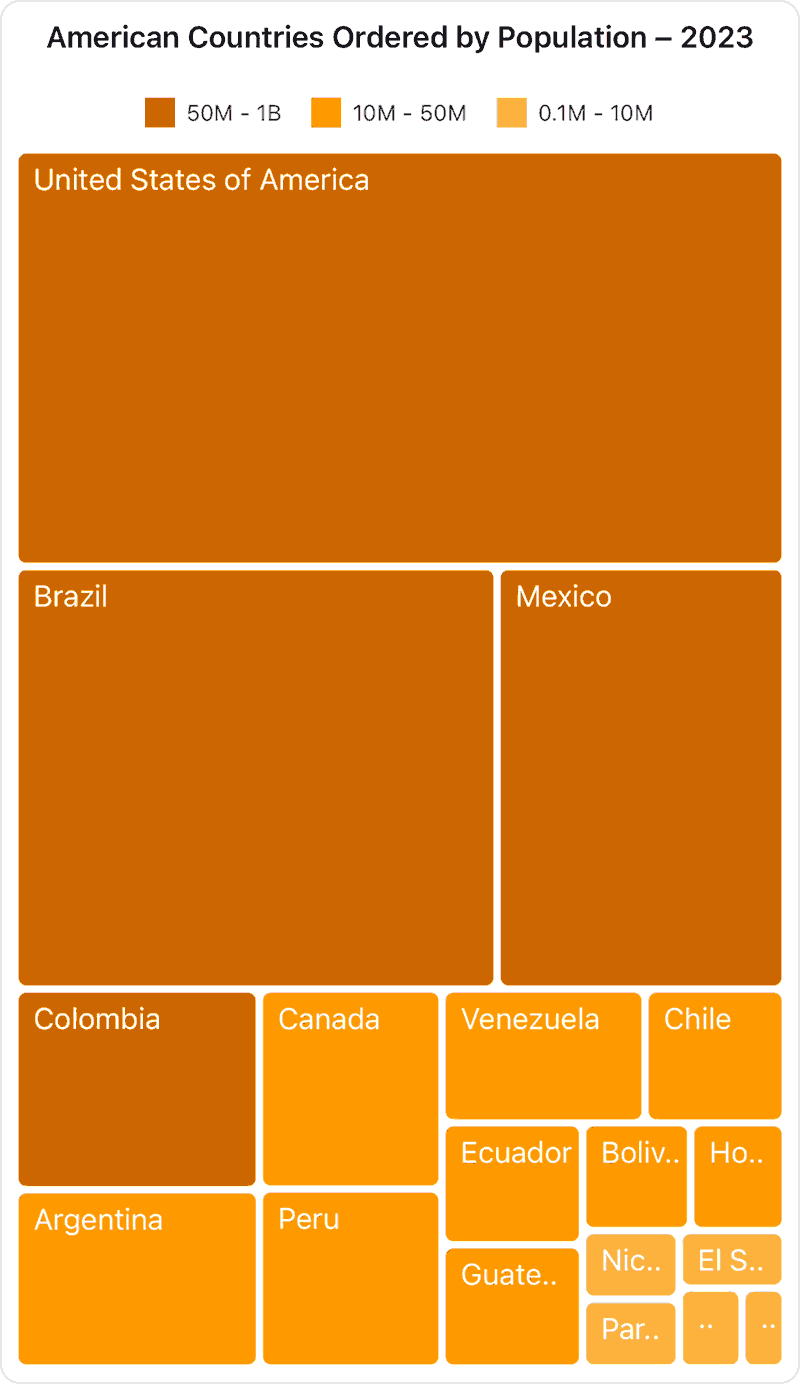 American Countries Ordered by Population – 2023
50M - 1B 10M - 50M 0.1M - 10M
United States of America
Brazil
Mexico
Colombia
Canada
Venezuela
Chile
Ecuador
Boliv..
Ho..
Argentina
Peru
Guate..
Nic..
El S..
Par..
..
..